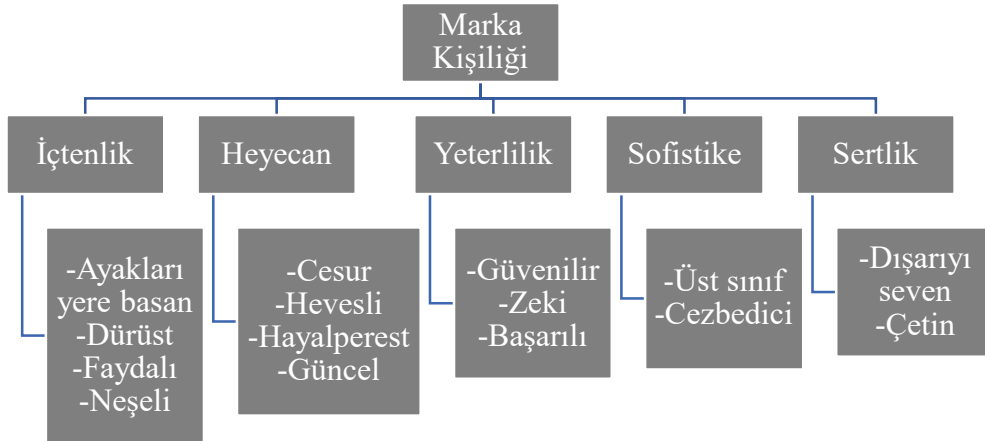 Marka
Kişiliği
İçtenlik
Heyecan
Yeterlilik
Sofistike
Sertlik
-Ayakları
yere basan
-Dürüst
-Faydalı
-Neşeli
-Cesur
-Hevesli
-Hayalperest
-Güncel
-Güvenilir
-Zeki
-Başarılı
-Üst sınıf
-Cezbedici
-Dışarıyı
seven
-Çetin